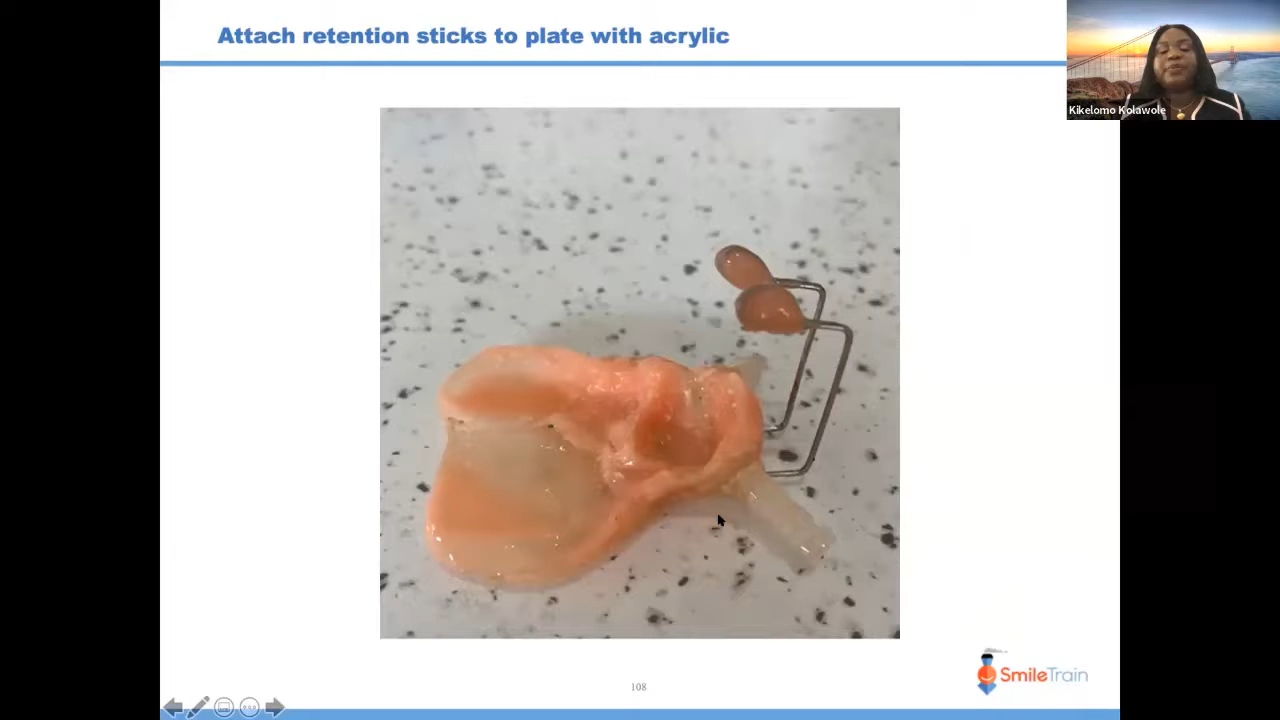 Attach retention sticks to plate with acrylic
Kikelomo Kolawole
SmileTrain
108